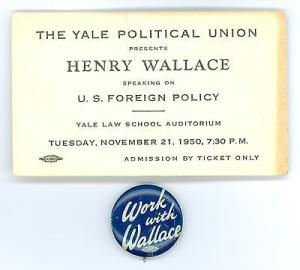 THE YALE POLITICAL UNION
PRESENTS
HENRY WALLACE
SPEAKING ON
U. S. FOREIGN POLICY
YALE LAW SCHOOL AUDITORIUM
TUESDAY, NOVEMBER 21, 1950, 7:30 P.M.
ADMISSION BY TICKET ONLY
Work
with
Wallace